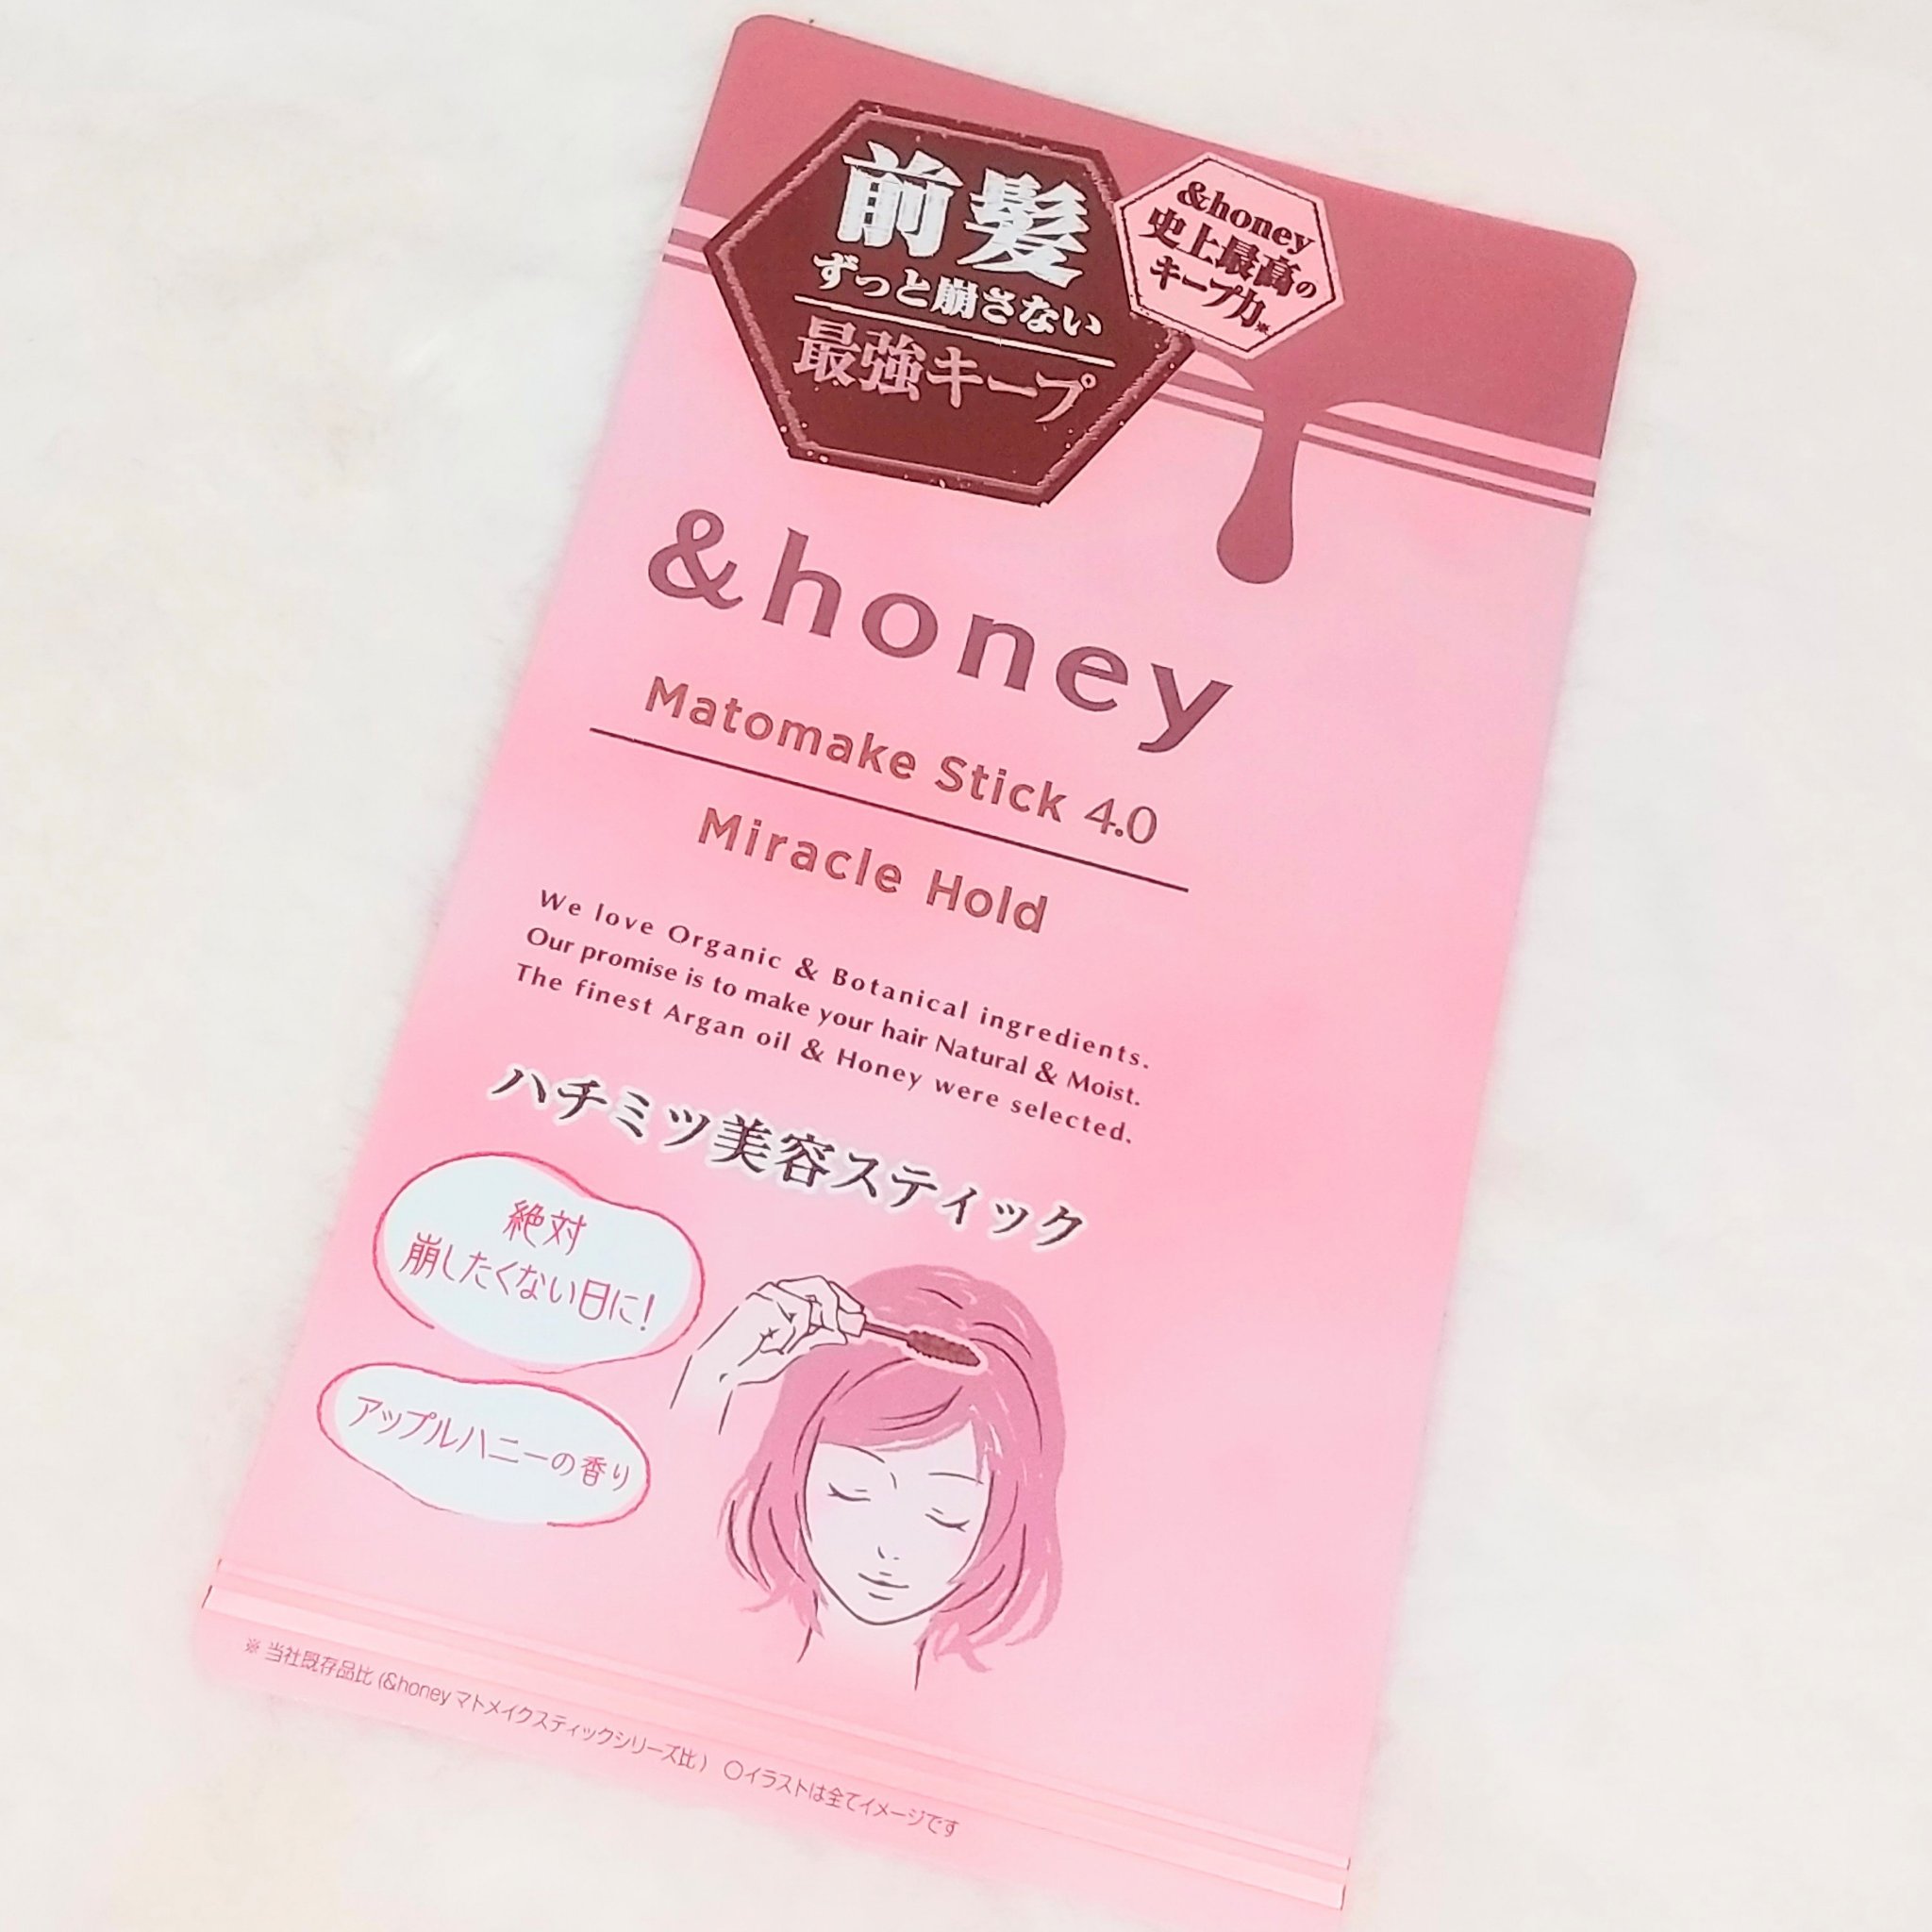 前髪
ずっと崩さない
最強キープ
&honey
史上最高の
キープ力※
&honey
Matomake Stick 4.0
Miracle Hold
We love Organic & Botanical ingredients.
Our promise is to make your hair Natural & Moist.
The finest Argan oil & Honey were selected.
ハチミツ美容スティック
絶対
崩したくない日に!
アップルハニーの香り
※ 当社既存品比 (&honey マトメイクスティックシリーズ比) ○イラストは全てイメージです